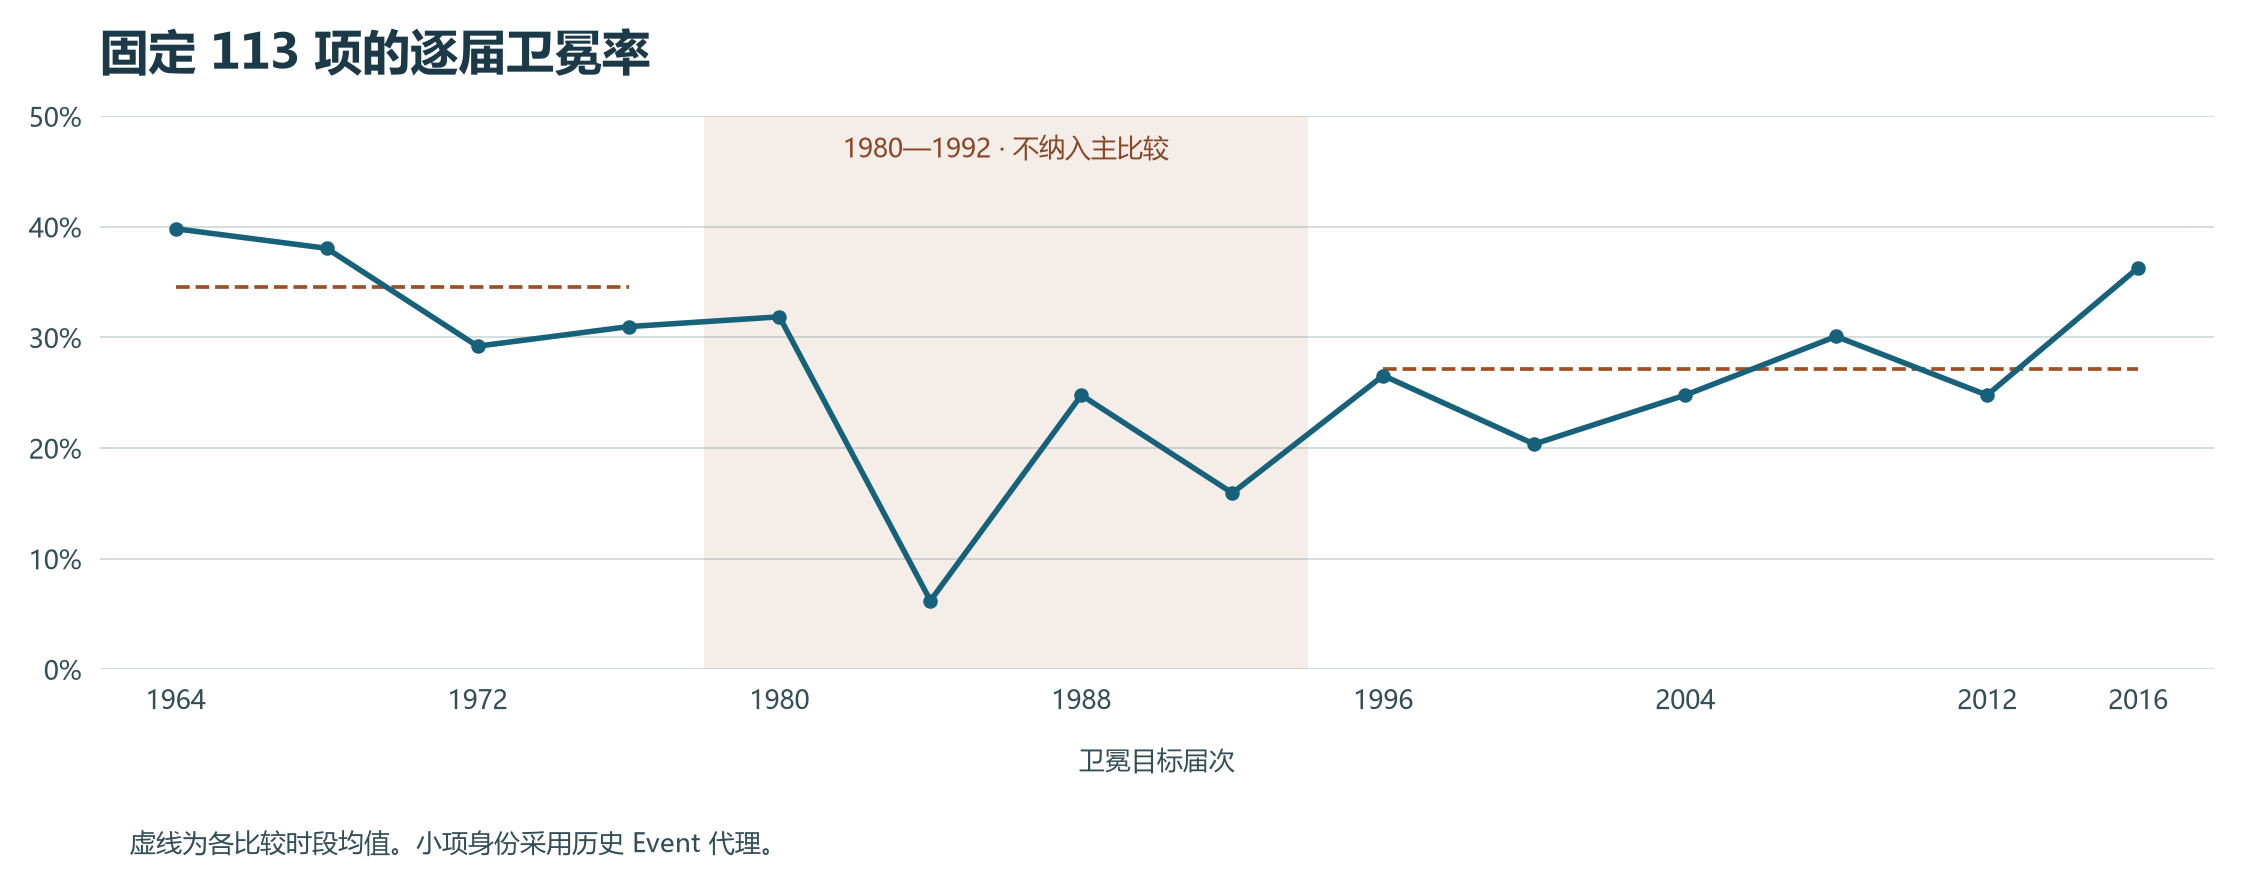 固定 113 项的逐届卫冕率
50%
1980—1992 · 不纳入主比较
40%
30%
20%
10%
0%
1964 1972 1980 1988 1996 2004 2012 2016
卫冕目标届次
虚线为各比较时段均值。小项身份采用历史 Event 代理。